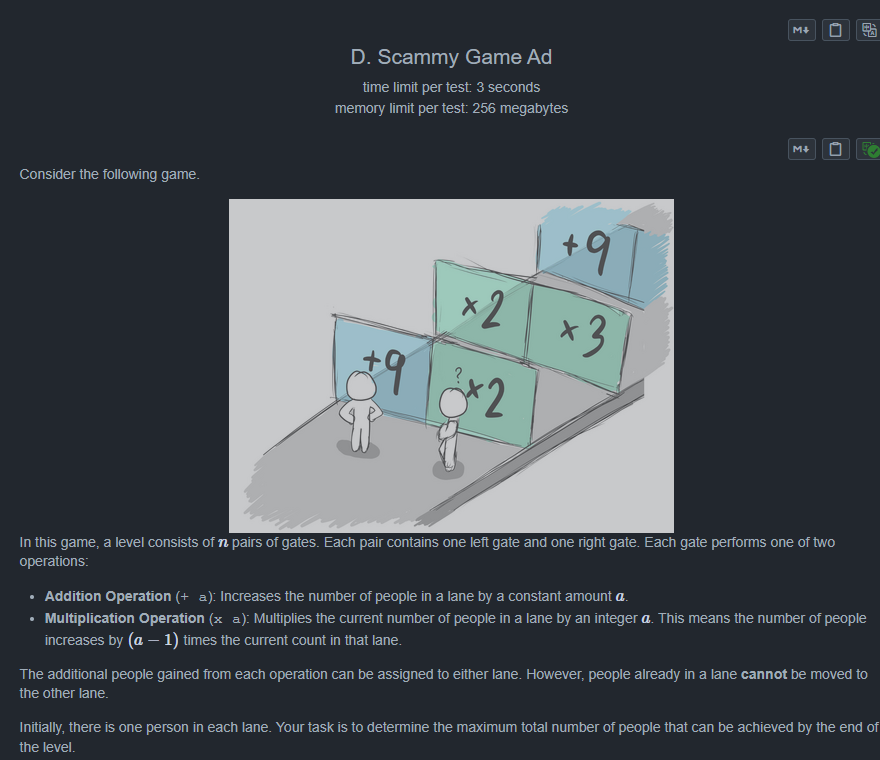 M↓
D. Scammy Game Ad
time limit per test: 3 seconds
memory limit per test: 256 megabytes
M↓
Consider the following game.
+9
×2
×3
+9
?
×2
In this game, a level consists of n pairs of gates. Each pair contains one left gate and one right gate. Each gate performs one of two
operations:
• Addition Operation (+ a): Increases the number of people in a lane by a constant amount a.
• Multiplication Operation (x a): Multiplies the current number of people in a lane by an integer a. This means the number of people
increases by (a − 1) times the current count in that lane.
The additional people gained from each operation can be assigned to either lane. However, people already in a lane cannot be moved to
the other lane.
Initially, there is one person in each lane. Your task is to determine the maximum total number of people that can be achieved by the end of
the level.